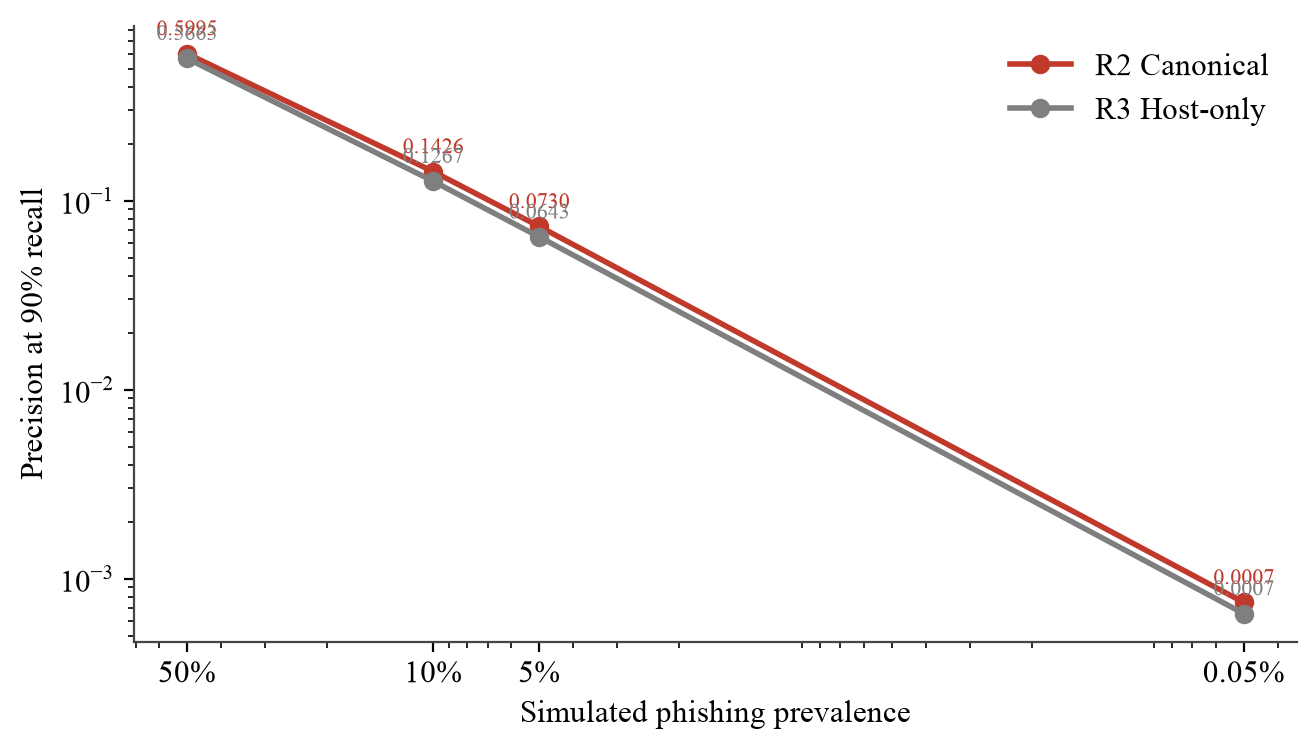 0.5995
R2 Canonical
R3 Host-only
0.1426
0.1267
0.0730
0.0643
0.0007
0.0007
10⁻¹
10⁻²
10⁻³
Precision at 90% recall
50% 10% 5% 0.05%
Simulated phishing prevalence